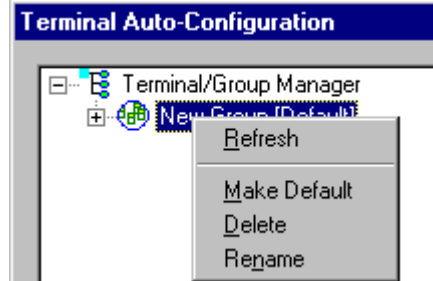 Terminal Auto-Configuration
Terminal/Group Manager
New Group [Default]
Refresh
Make Default
Delete
Rename